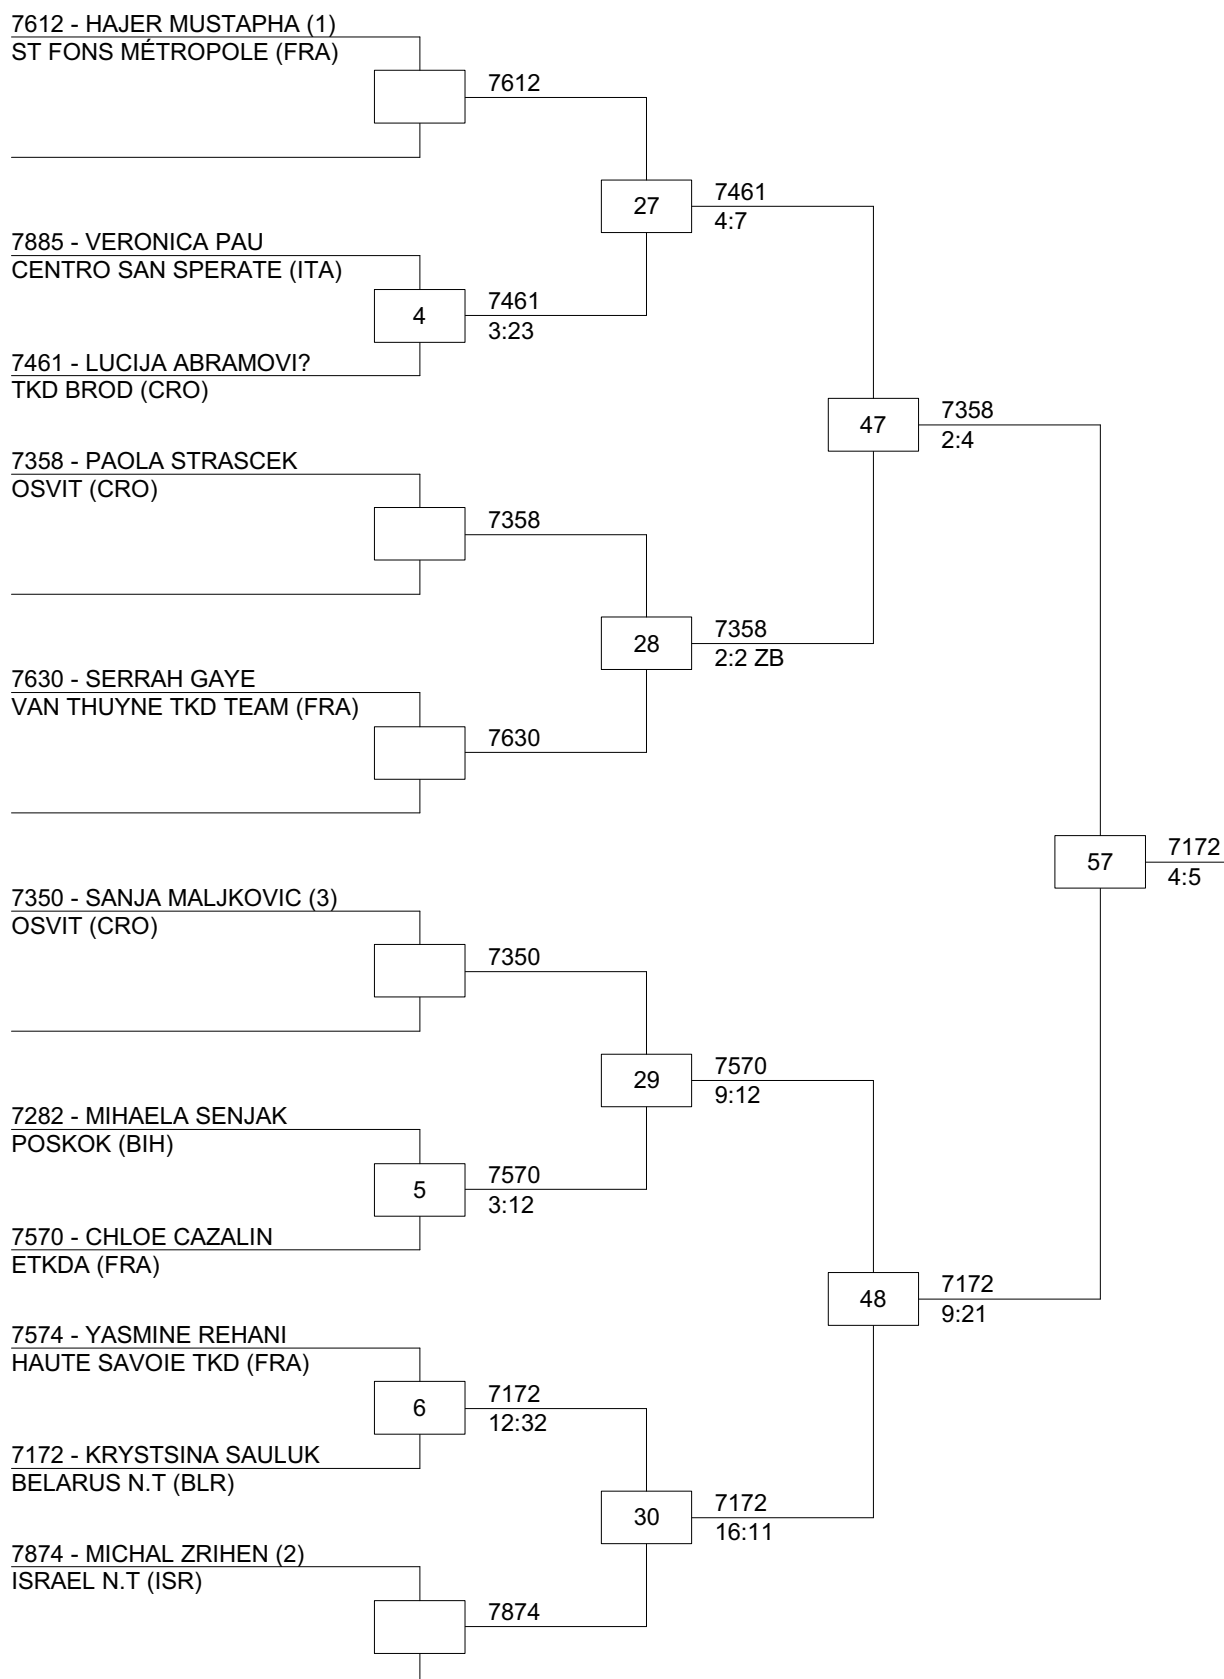 7612 - HAJER MUSTAPHA (1)
ST FONS MÉTROPOLE (FRA)
7612
27
7461
4:7
7885 - VERONICA PAU
CENTRO SAN SPERATE (ITA)
4
7461
3:23
7461 - LUCIJA ABRAMOVI?
TKD BROD (CRO)
47
7358
2:4
7358 - PAOLA STRASCEK
OSVIT (CRO)
7358
28
7358
2:2 ZB
7630 - SERRAH GAYE
VAN THUYNE TKD TEAM (FRA)
7630
57
7172
4:5
7350 - SANJA MALJKOVIC (3)
OSVIT (CRO)
7350
29
7570
9:12
7282 - MIHAELA SENJAK
POSKOK (BIH)
5
7570
3:12
7570 - CHLOE CAZALIN
ETKDA (FRA)
48
7172
9:21
7574 - YASMINE REHANI
HAUTE SAVOIE TKD (FRA)
6
7172
12:32
7172 - KRYSTSINA SAULUK
BELARUS N.T (BLR)
30
7172
16:11
7874 - MICHAL ZRIHEN (2)
ISRAEL N.T (ISR)
7874